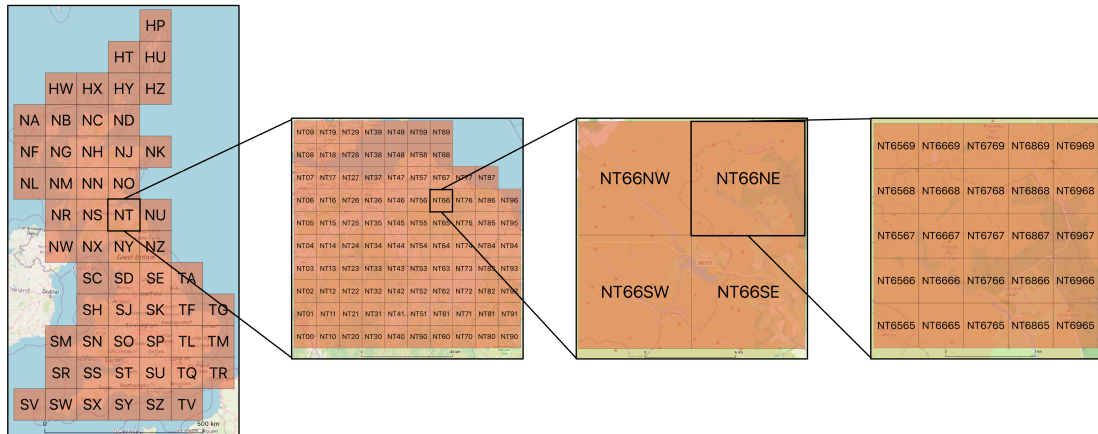 HP
HT HU
HW HX HY HZ
NA NB NC ND
NF NG NH NJ NK
NL NM NN NO
NR NS NT NU
NW NX NY NZ
SC SD SE TA
SH SJ SK TF TG
SM SN SO SP TL TM
SR SS ST SU TQ TR
SV SW SX SY SZ TV
0 500 km
NT09 NT19 NT29 NT39 NT49 NT59 NT69
NT08 NT18 NT28 NT38 NT48 NT58 NT68
NT07 NT17 NT27 NT37 NT47 NT57 NT67 NT77 NT87
NT06 NT16 NT26 NT36 NT46 NT56 NT66 NT76 NT86 NT96
NT05 NT15 NT25 NT35 NT45 NT55 NT65 NT75 NT85 NT95
NT04 NT14 NT24 NT34 NT44 NT54 NT64 NT74 NT84 NT94
NT03 NT13 NT23 NT33 NT43 NT53 NT63 NT73 NT83 NT93
NT02 NT12 NT22 NT32 NT42 NT52 NT62 NT72 NT82 NT92
NT01 NT11 NT21 NT31 NT41 NT51 NT61 NT71 NT81 NT91
NT00 NT10 NT20 NT30 NT40 NT50 NT60 NT70 NT80 NT90
NT66NW NT66NE
NT66SW NT66SE
NT6569 NT6669 NT6769 NT6869 NT6969
NT6568 NT6668 NT6768 NT6868 NT6968
NT6567 NT6667 NT6767 NT6867 NT6967
NT6566 NT6666 NT6766 NT6866 NT6966
NT6565 NT6665 NT6765 NT6865 NT6965